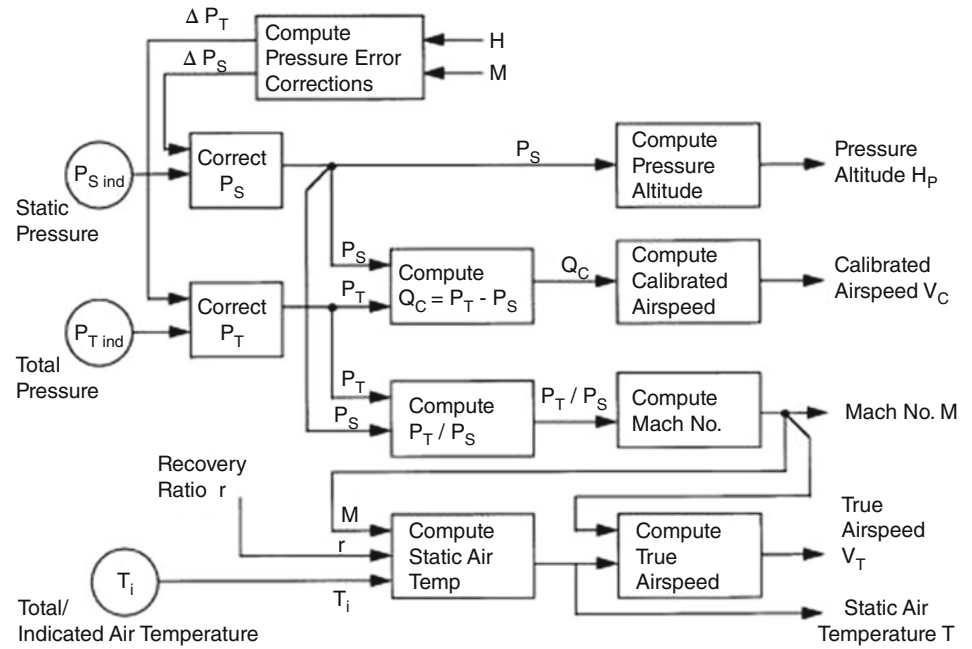 Δ P_T
Δ P_S
Compute
Pressure Error
Corrections
H
M
P_S ind
Static
Pressure
Correct
P_S
P_S
Compute
Pressure
Altitude
Pressure
Altitude H_P
P_S
P_T
Compute
Q_C = P_T - P_S
Q_C
Compute
Calibrated
Airspeed
Calibrated
Airspeed V_C
P_T ind
Total
Pressure
Correct
P_T
P_T
P_S
Compute
P_T / P_S
P_T / P_S
Compute
Mach No.
Mach No. M
Recovery
Ratio r
M
r
T_i
Compute
Static Air
Temp
Compute
True
Airspeed
True
Airspeed
V_T
T_i
Total/
Indicated Air Temperature
Static Air
Temperature T